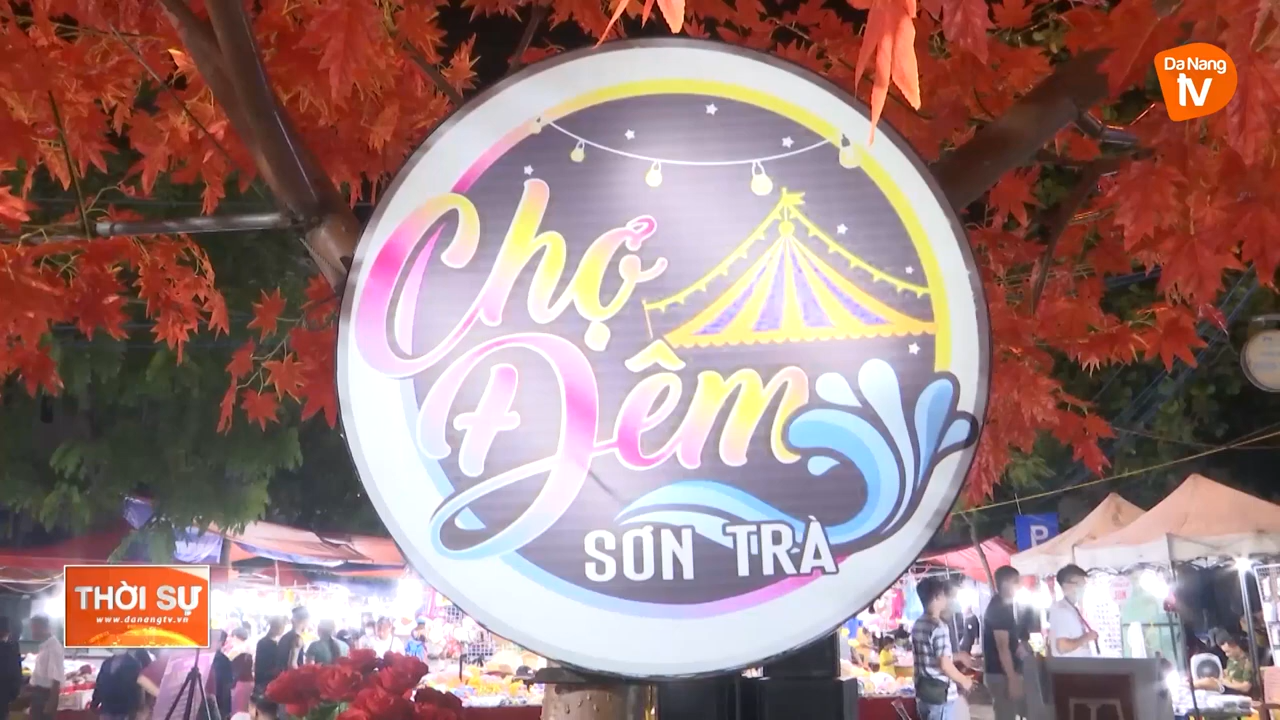 Da Nang
tv
Chợ
Đêm
SƠN TRÀ
P
THỜI SỰ
www.danangtv.vn